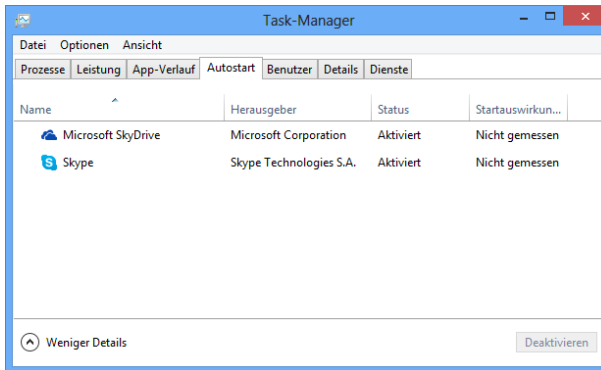 Task-Manager
Datei Optionen Ansicht
Prozesse Leistung App-Verlauf Autostart Benutzer Details Dienste
Name Herausgeber Status Startauswirkun...
Microsoft SkyDrive Microsoft Corporation Aktiviert Nicht gemessen
Skype Skype Technologies S.A. Aktiviert Nicht gemessen
Weniger Details Deaktivieren